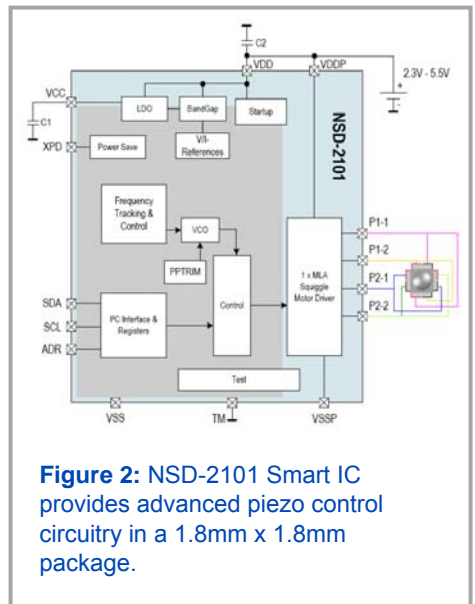 C2
VDD
VDDP
2.3V - 5.5V
+
-
VCC
C1
LDO
BandGap
Startup
V/I-
References
NSD-2101
XPD
Power Save
Frequency
Tracking &
Control
VCO
PPTRIM
Control
1 x MLA
Squiggle
Motor Driver
P1-1
P1-2
P2-1
P2-2
SDA
SCL
ADR
I²C Interface &
Registers
Test
VSS
TM
VSSP
Figure 2: NSD-2101 Smart IC
provides advanced piezo control
circuitry in a 1.8mm x 1.8mm
package.